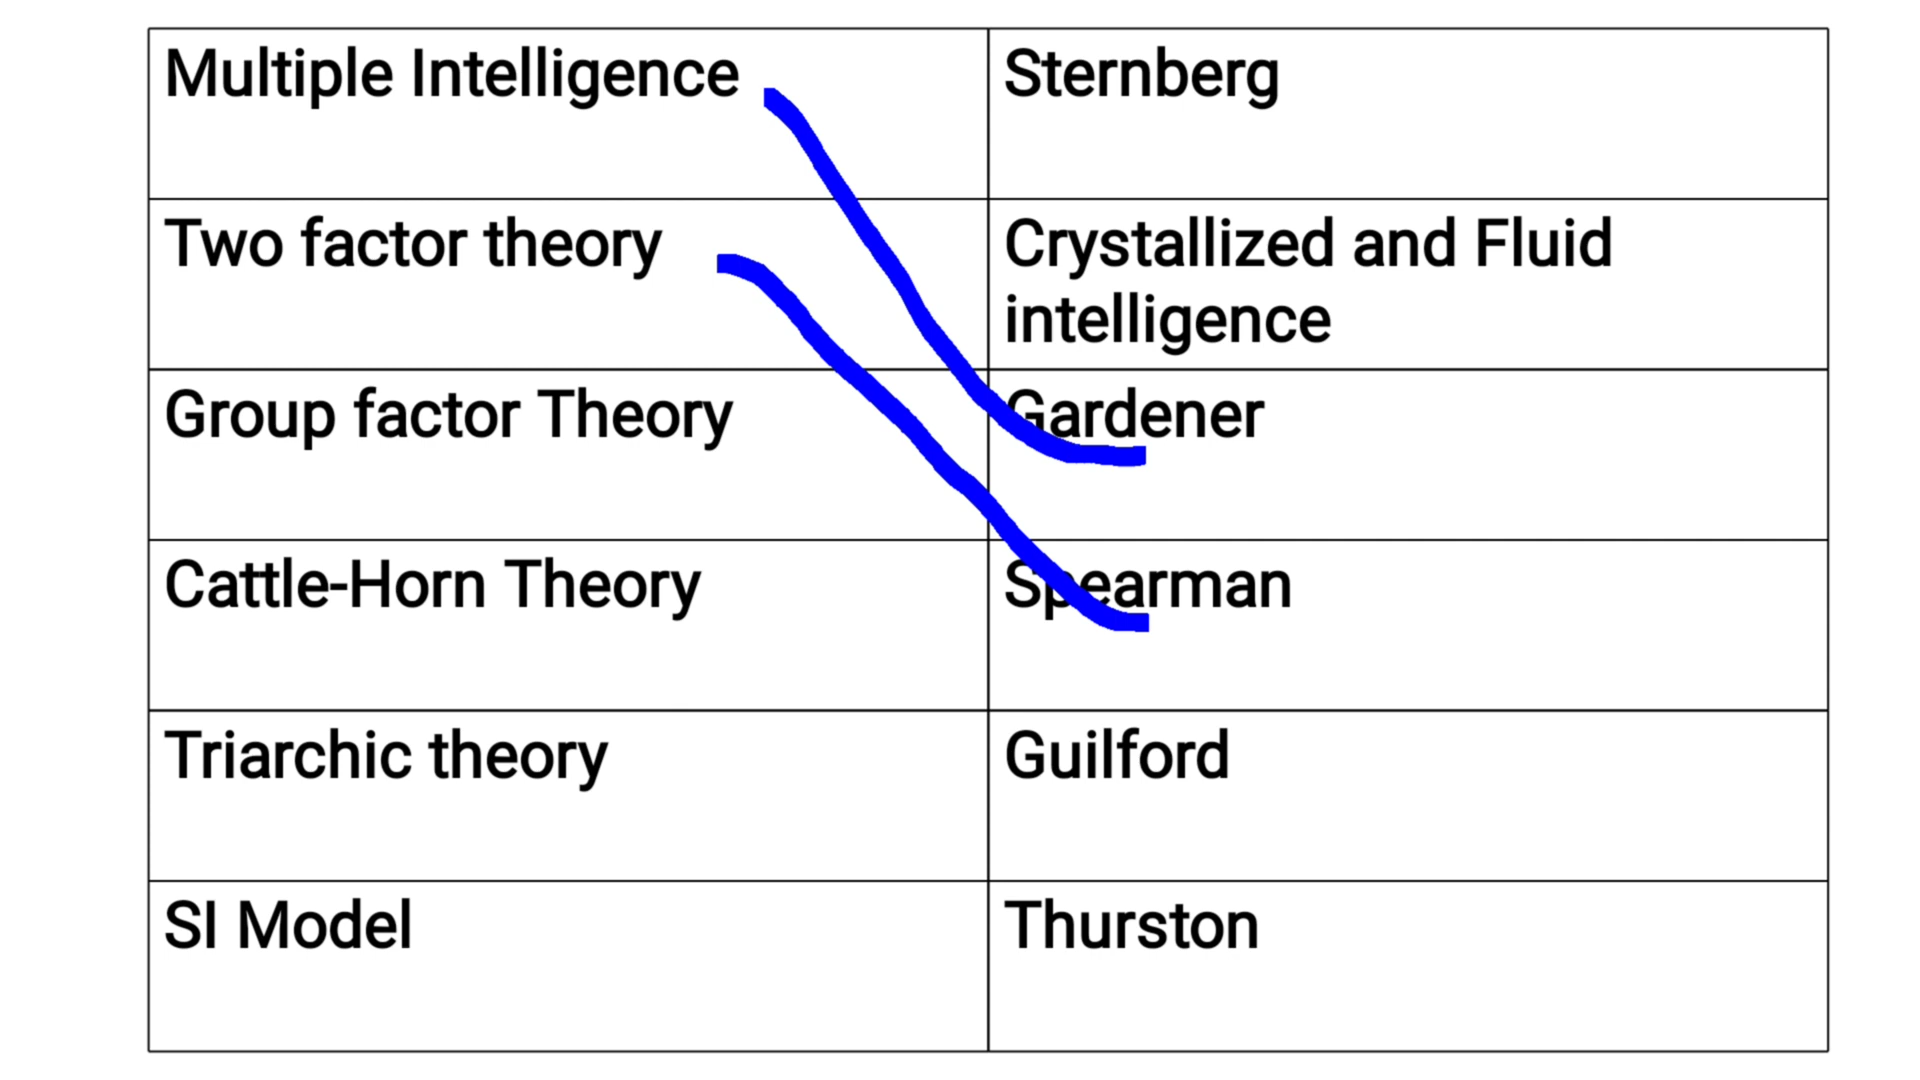 Multiple Intelligence
Sternberg
Two factor theory
Crystallized and Fluid
intelligence
Group factor Theory
Gardener
Cattle-Horn Theory
Spearman
Triarchic theory
Guilford
SI Model
Thurston